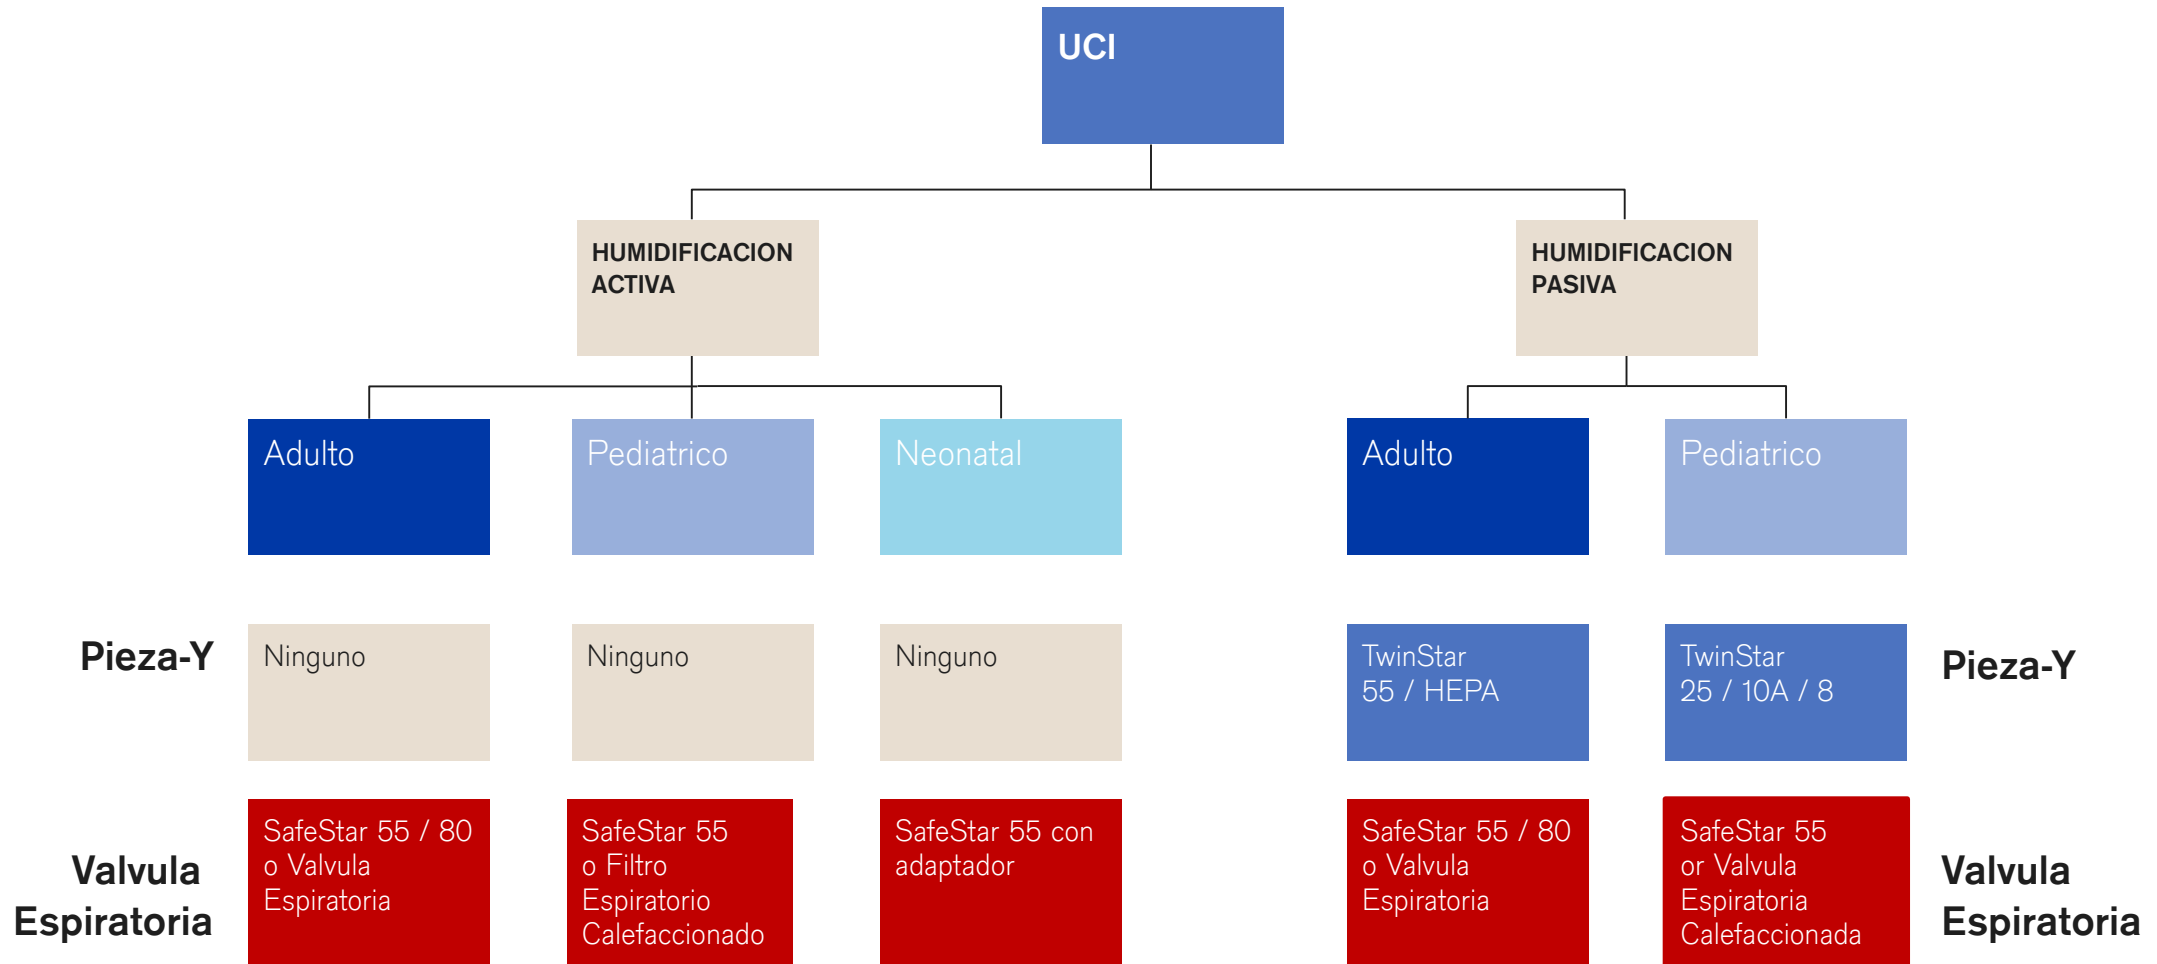 UCI
HUMIDIFICACION
ACTIVA
HUMIDIFICACION
PASIVA
Adulto
Pediatrico
Neonatal
Adulto
Pediatrico
Pieza-Y
Ninguno
Ninguno
Ninguno
TwinStar
55 / HEPA
TwinStar
25 / 10A / 8
Pieza-Y
Valvula
Espiratoria
SafeStar 55 / 80
o Valvula
Espiratoria
SafeStar 55
o Filtro
Espiratorio
Calefaccionado
SafeStar 55 con
adaptador
SafeStar 55 / 80
o Valvula
Espiratoria
SafeStar 55
or Valvula
Espiratoria
Calefaccionada
Valvula
Espiratoria